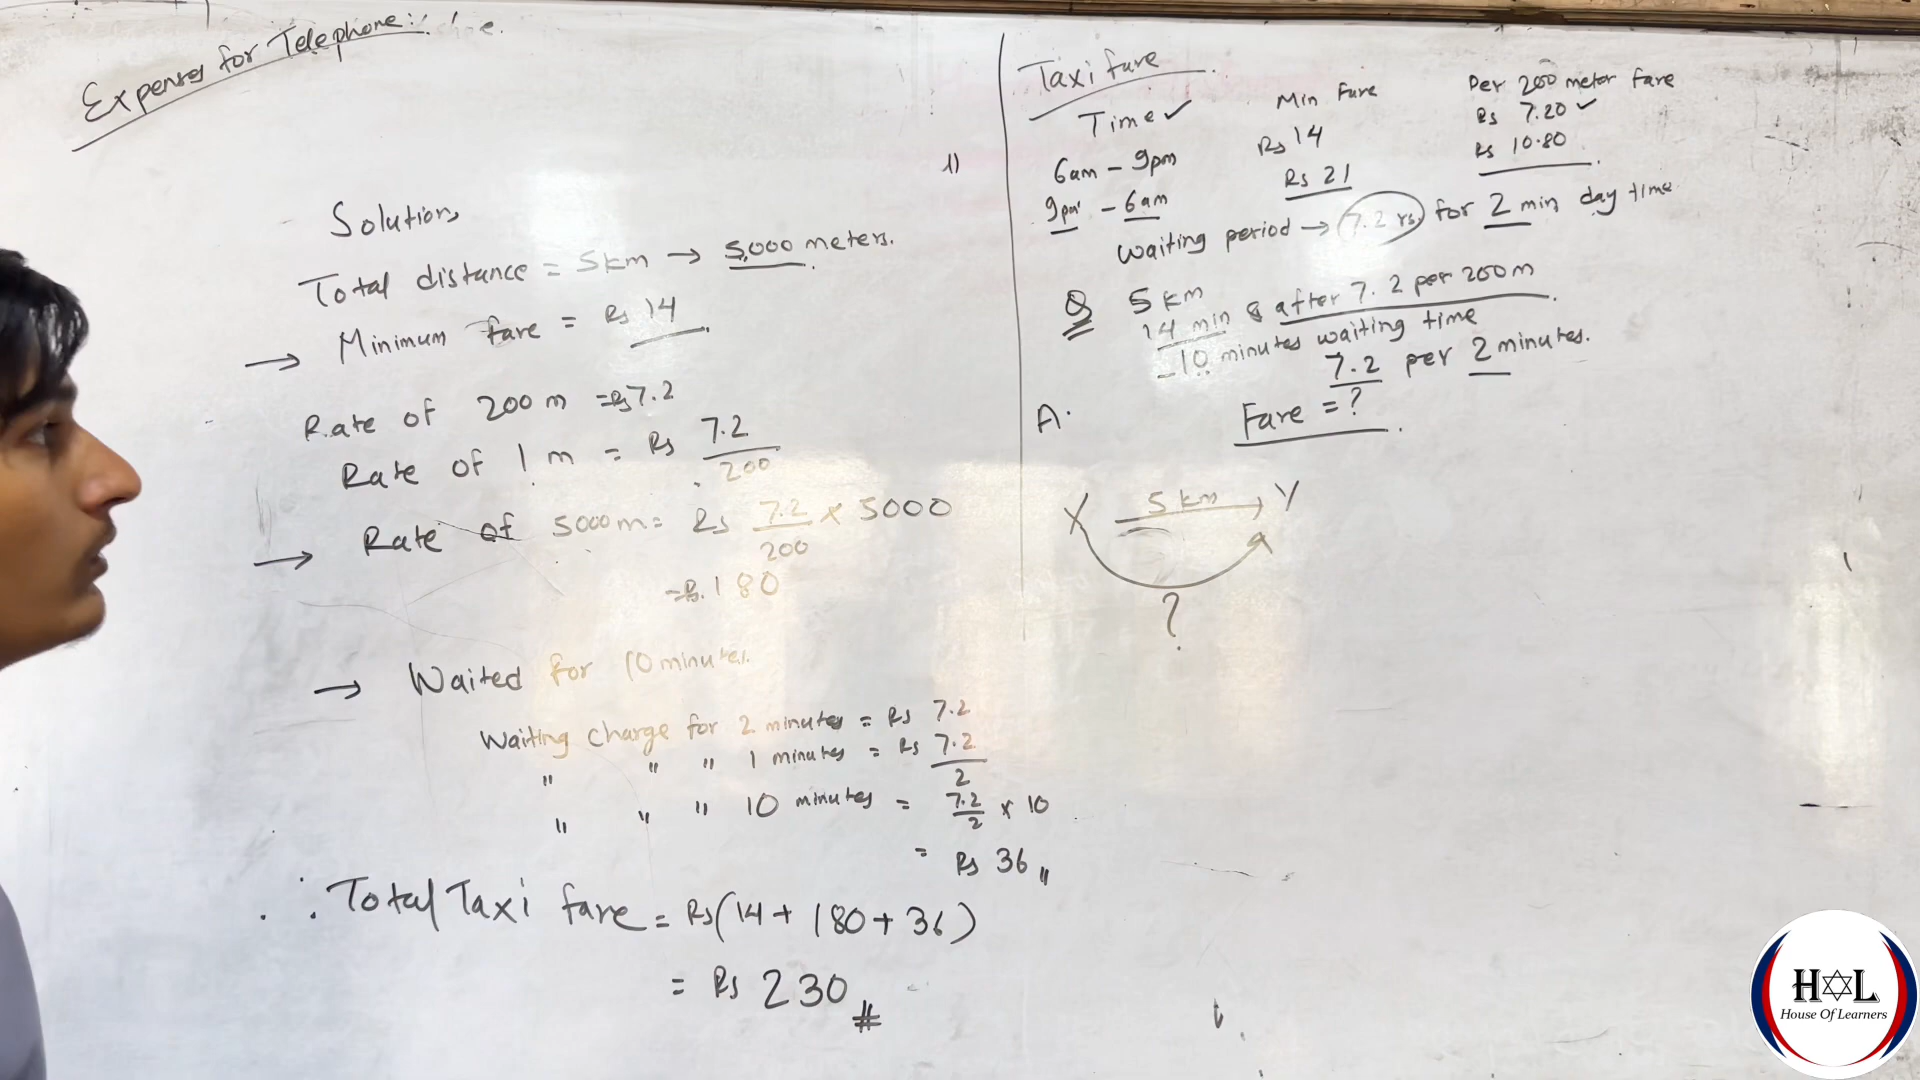 Expenses for Telephone:
Solution,
Total distance = 5km → 5,000 meters.
→ Minimum fare = Rs 14
Rate of 200 m = Rs 7.2
Rate of 1 m = Rs 7.2/200
→ Rate of 5000m = Rs 7.2/200 × 5000
= Rs. 180
→ Waited for 10 minutes.
Waiting charge for 2 minutes = Rs 7.2
" " " 1 minutes = Rs 7.2/2
" " " 10 minutes = 7.2/2 × 10
= Rs 36 "
∴ Total Taxi fare = Rs (14 + 180 + 36)
= Rs 230 #
1)
Taxi fare
Time ✓ Min Fare Per 200 meter fare
6am - 9pm Rs 14 Rs 7.20 ✓
9pm - 6am Rs 21 Rs 10.80
Waiting period → 7.2 rs. for 2 min day time
Q 5 km
14 min & after 7.2 per 200m
- 10 minutes waiting time
7.2 per 2 minutes.
A. Fare = ?
X 5 km → Y
?
H✡L
House Of Learners